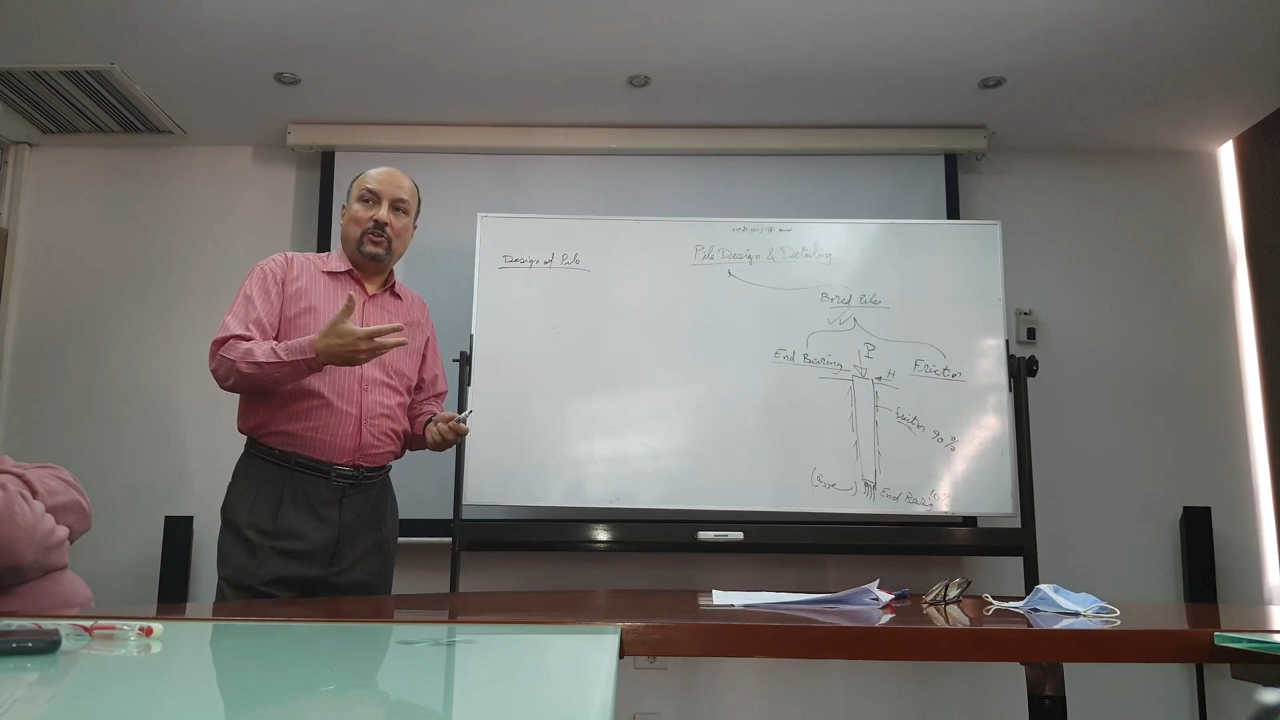 Design of Pile
Pile Design & Detailing
Bored Piles
End Bearing
P
Friction
H
friction 90%
End Bearing 10%